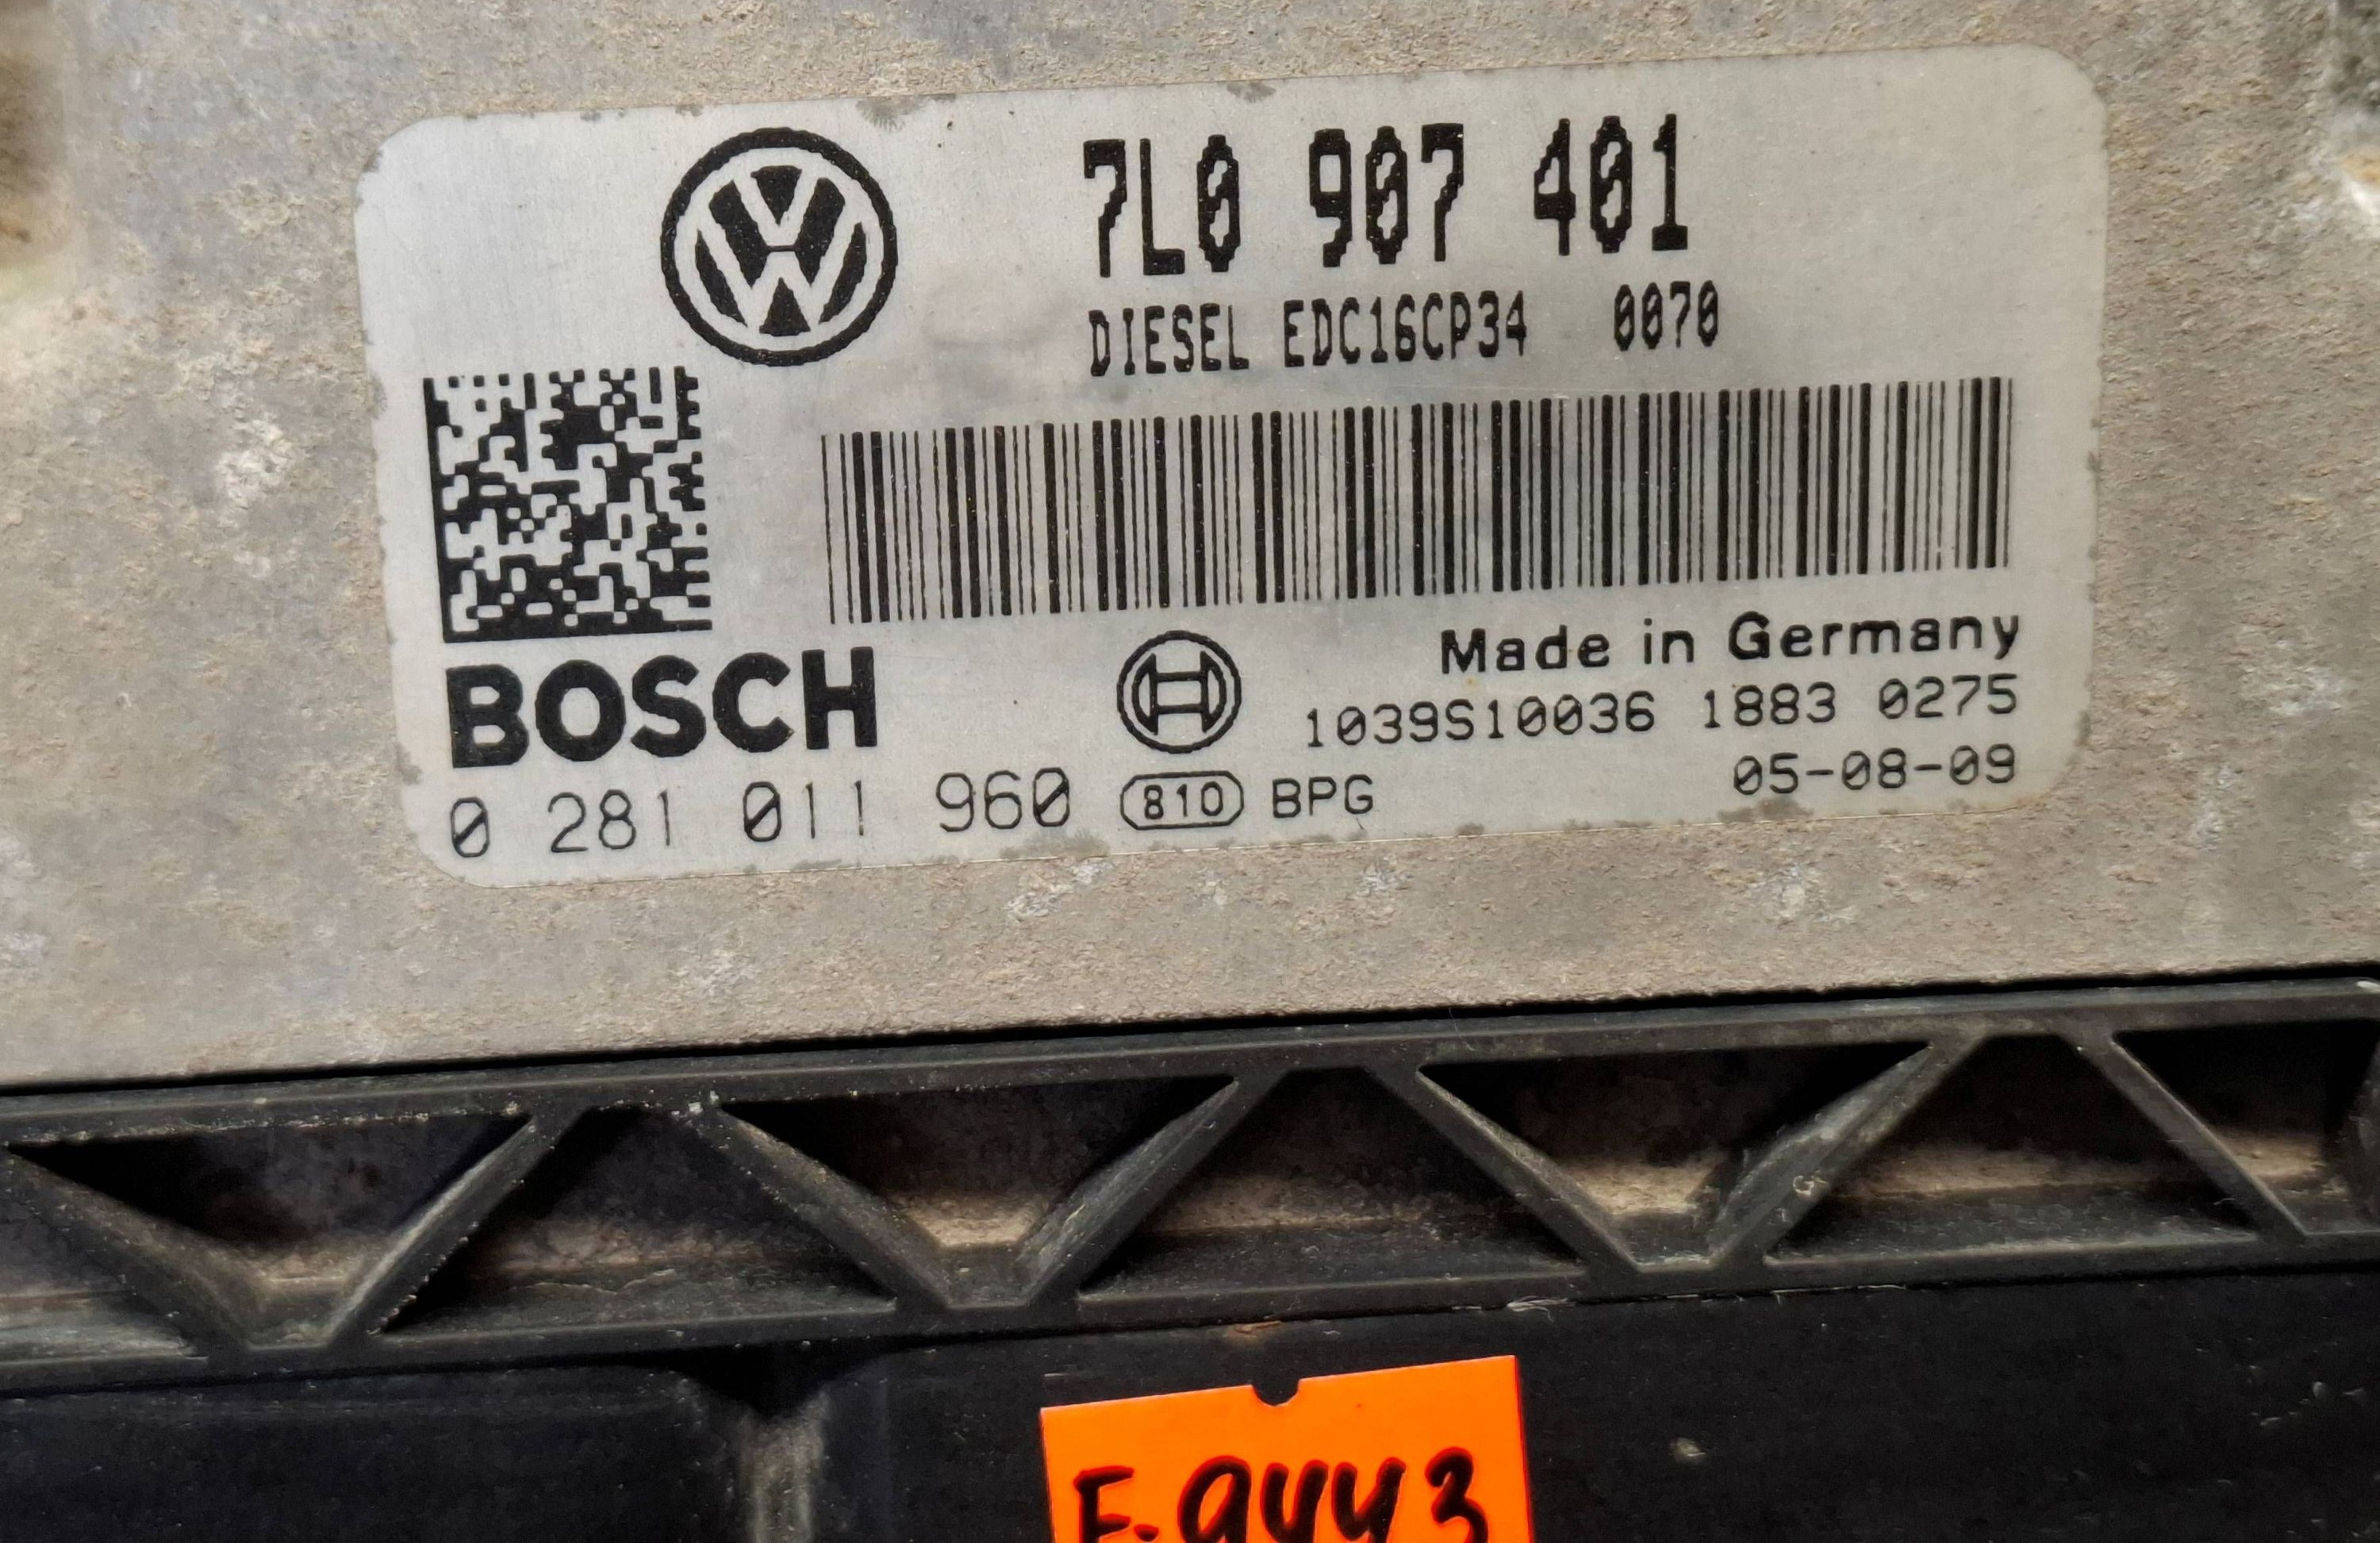 7L0 907 401
DIESEL EDC16CP34 0070
Made in Germany
BOSCH
1039S10036 1883 0275
0 281 011 960 810 BPG
05-08-09
E-9443